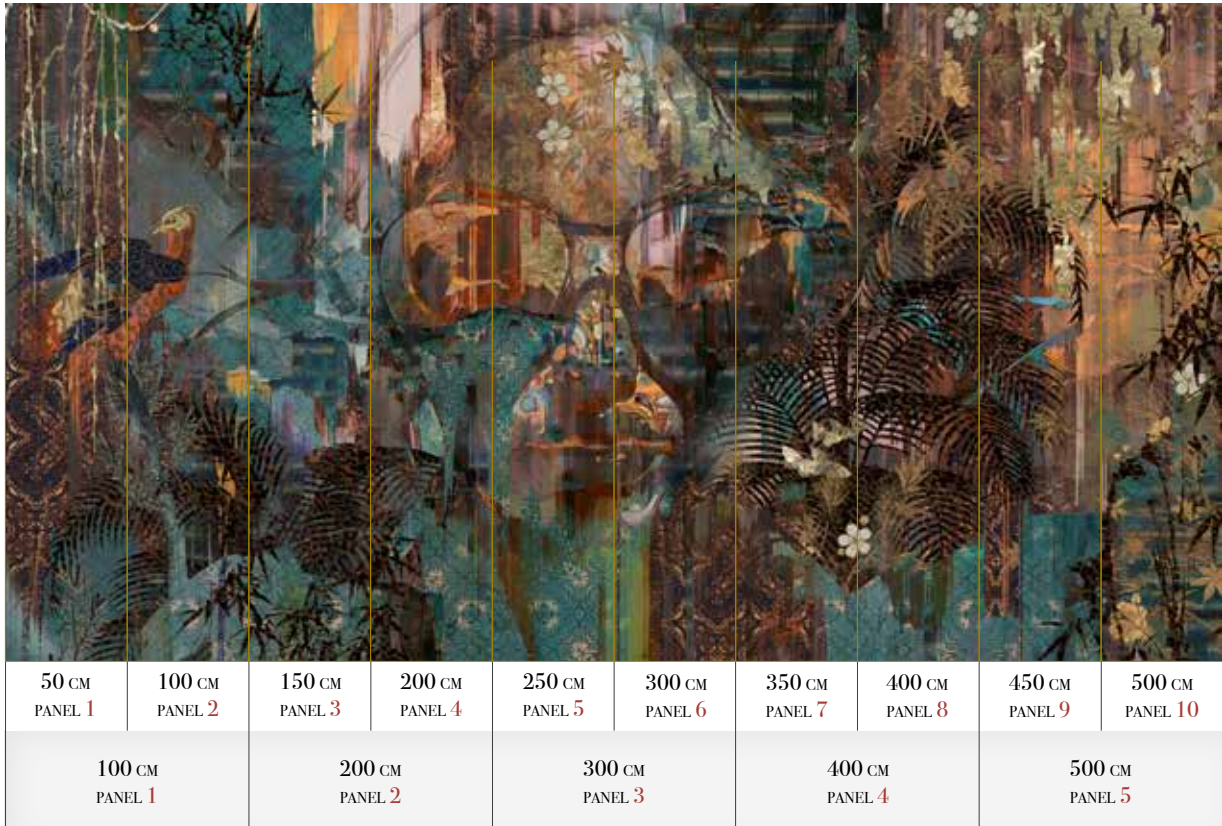 50 CM
PANEL 1
100 CM
PANEL 2
150 CM
PANEL 3
200 CM
PANEL 4
250 CM
PANEL 5
300 CM
PANEL 6
350 CM
PANEL 7
400 CM
PANEL 8
450 CM
PANEL 9
500 CM
PANEL 10
100 CM
PANEL 1
200 CM
PANEL 2
300 CM
PANEL 3
400 CM
PANEL 4
500 CM
PANEL 5